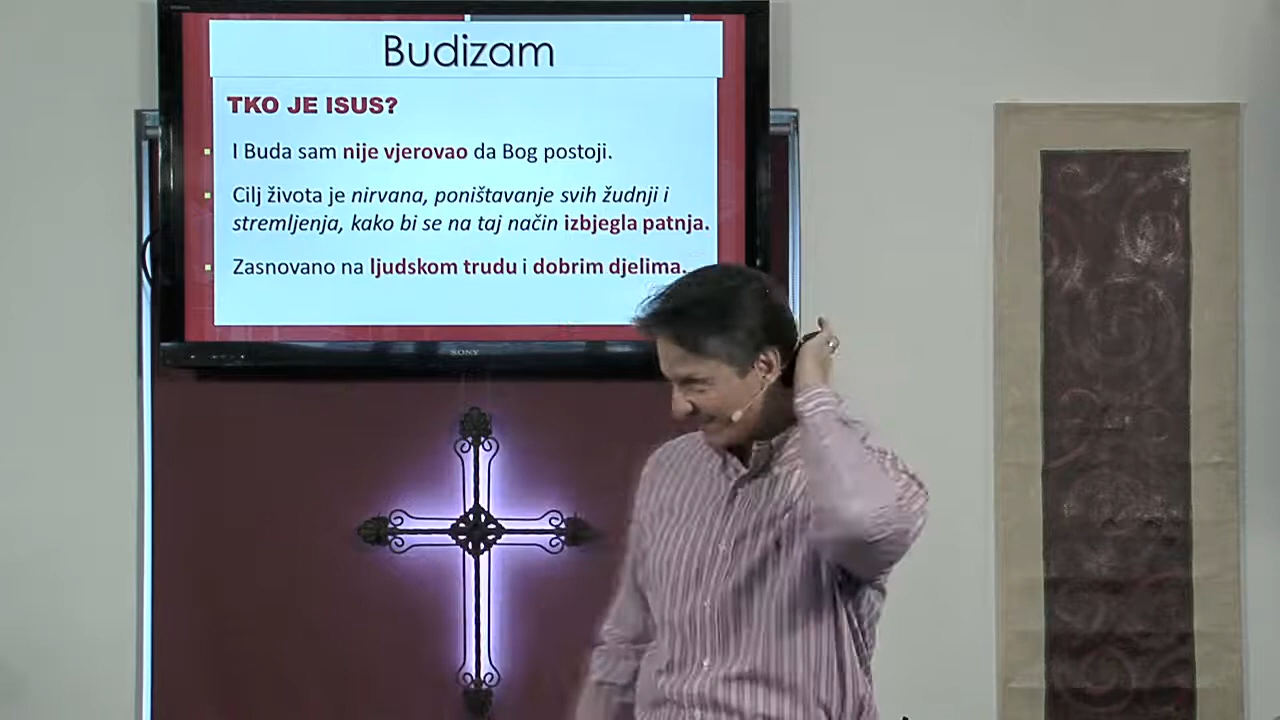 Budizam
TKO JE ISUS?
I Buda sam nije vjerovao da Bog postoji.
Cilj života je nirvana, poništavanje svih žudnji i
stremljenja, kako bi se na taj način izbjegla patnja.
Zasnovano na ljudskom trudu i dobrim djelima.
SONY